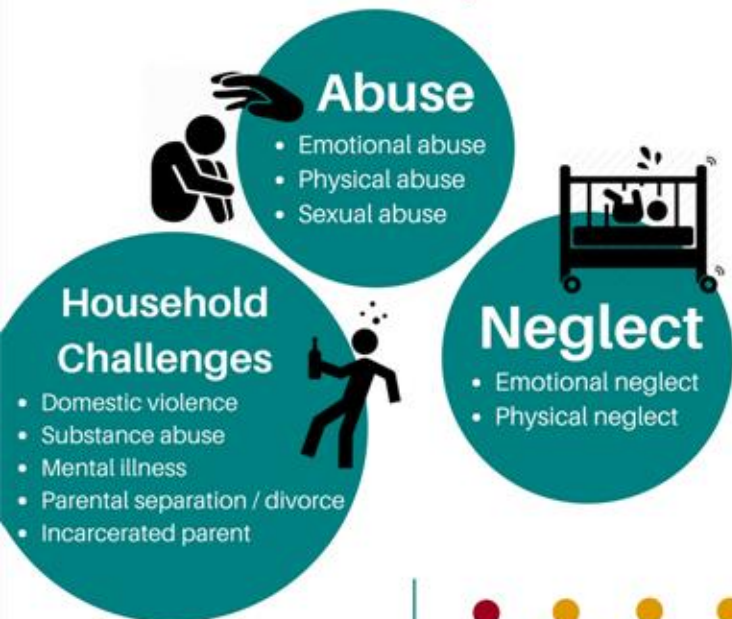 Abuse
• Emotional abuse
• Physical abuse
• Sexual abuse
Household
Challenges
• Domestic violence
• Substance abuse
• Mental illness
• Parental separation / divorce
• Incarcerated parent
Neglect
• Emotional neglect
• Physical neglect